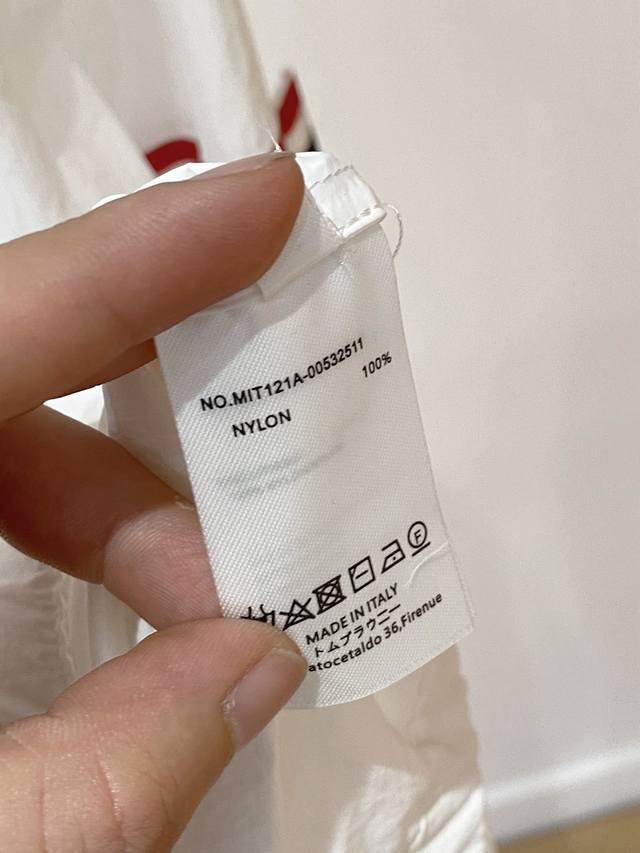 NO.MIT121A-00532511
100%
NYLON
F
MADE IN ITALY
トムブラウニー
atocetaldo 36,Firenue